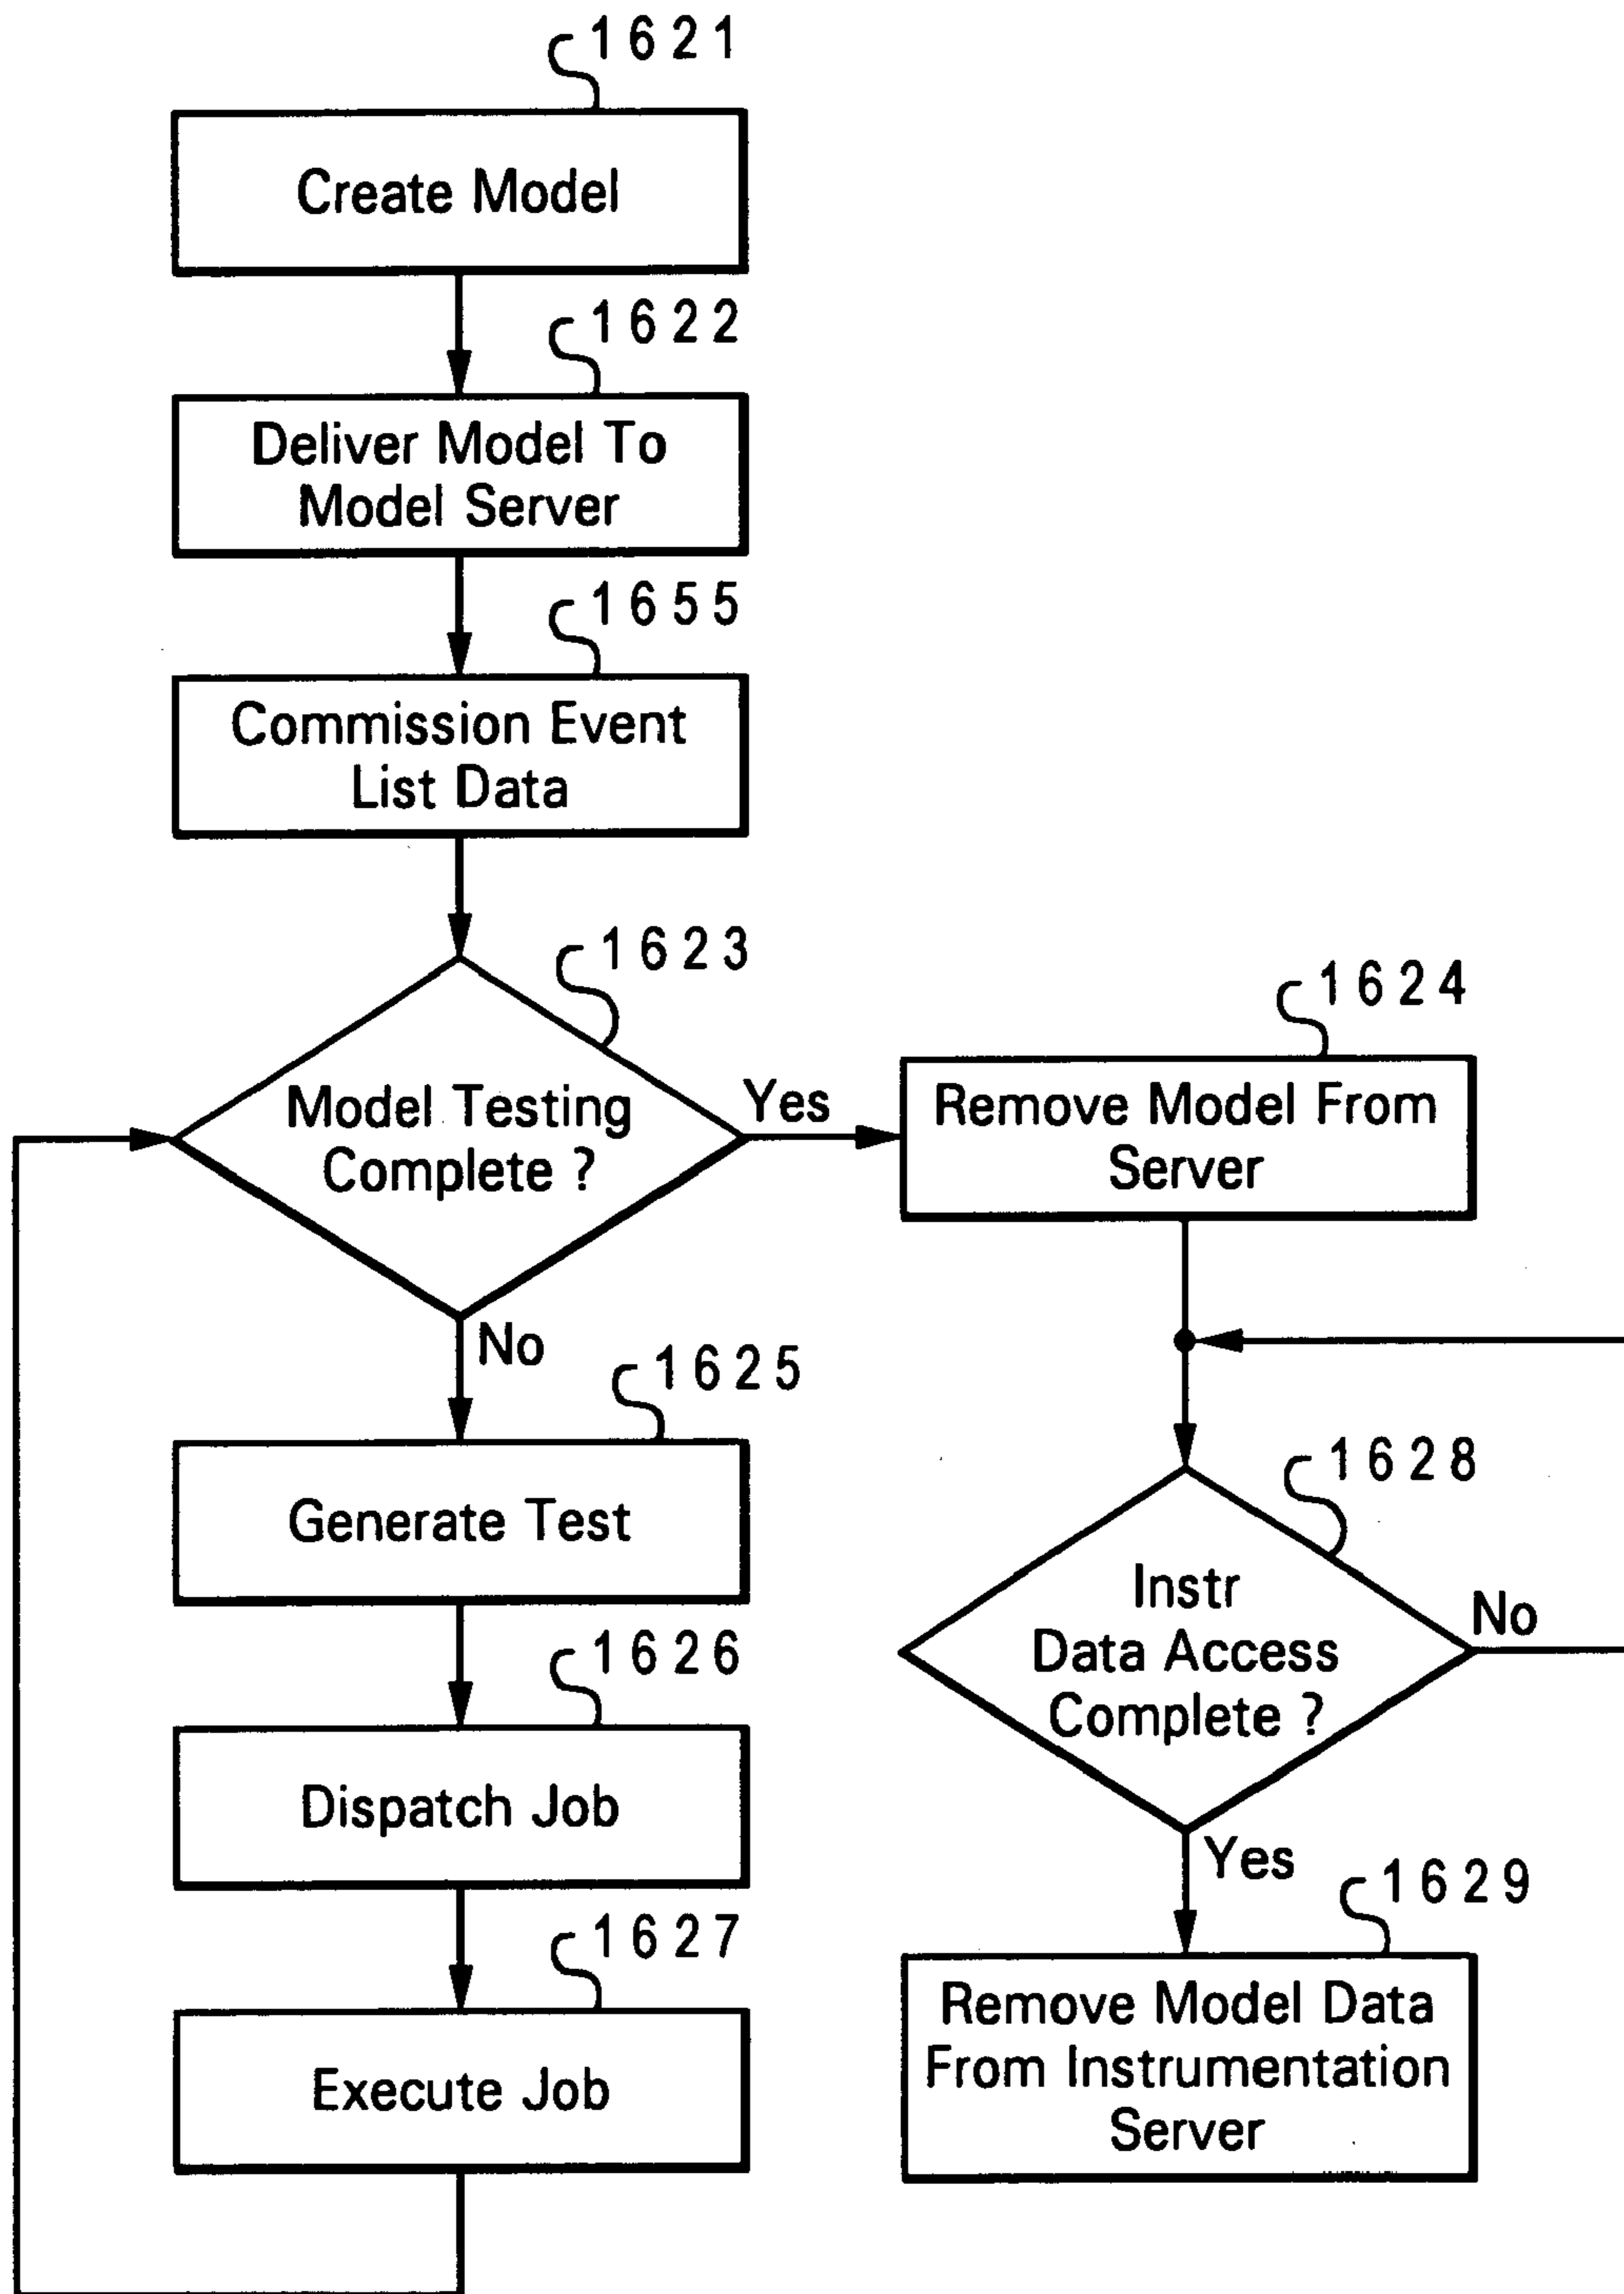 1621
Create Model
1622
Deliver Model To
Model Server
1655
Commission Event
List Data
1623
Model Testing
Complete ?
Yes
No
1624
Remove Model From
Server
1625
Generate Test
1626
Dispatch Job
1627
Execute Job
1628
Instr
Data Access
Complete ?
No
Yes
1629
Remove Model Data
From Instrumentation
Server